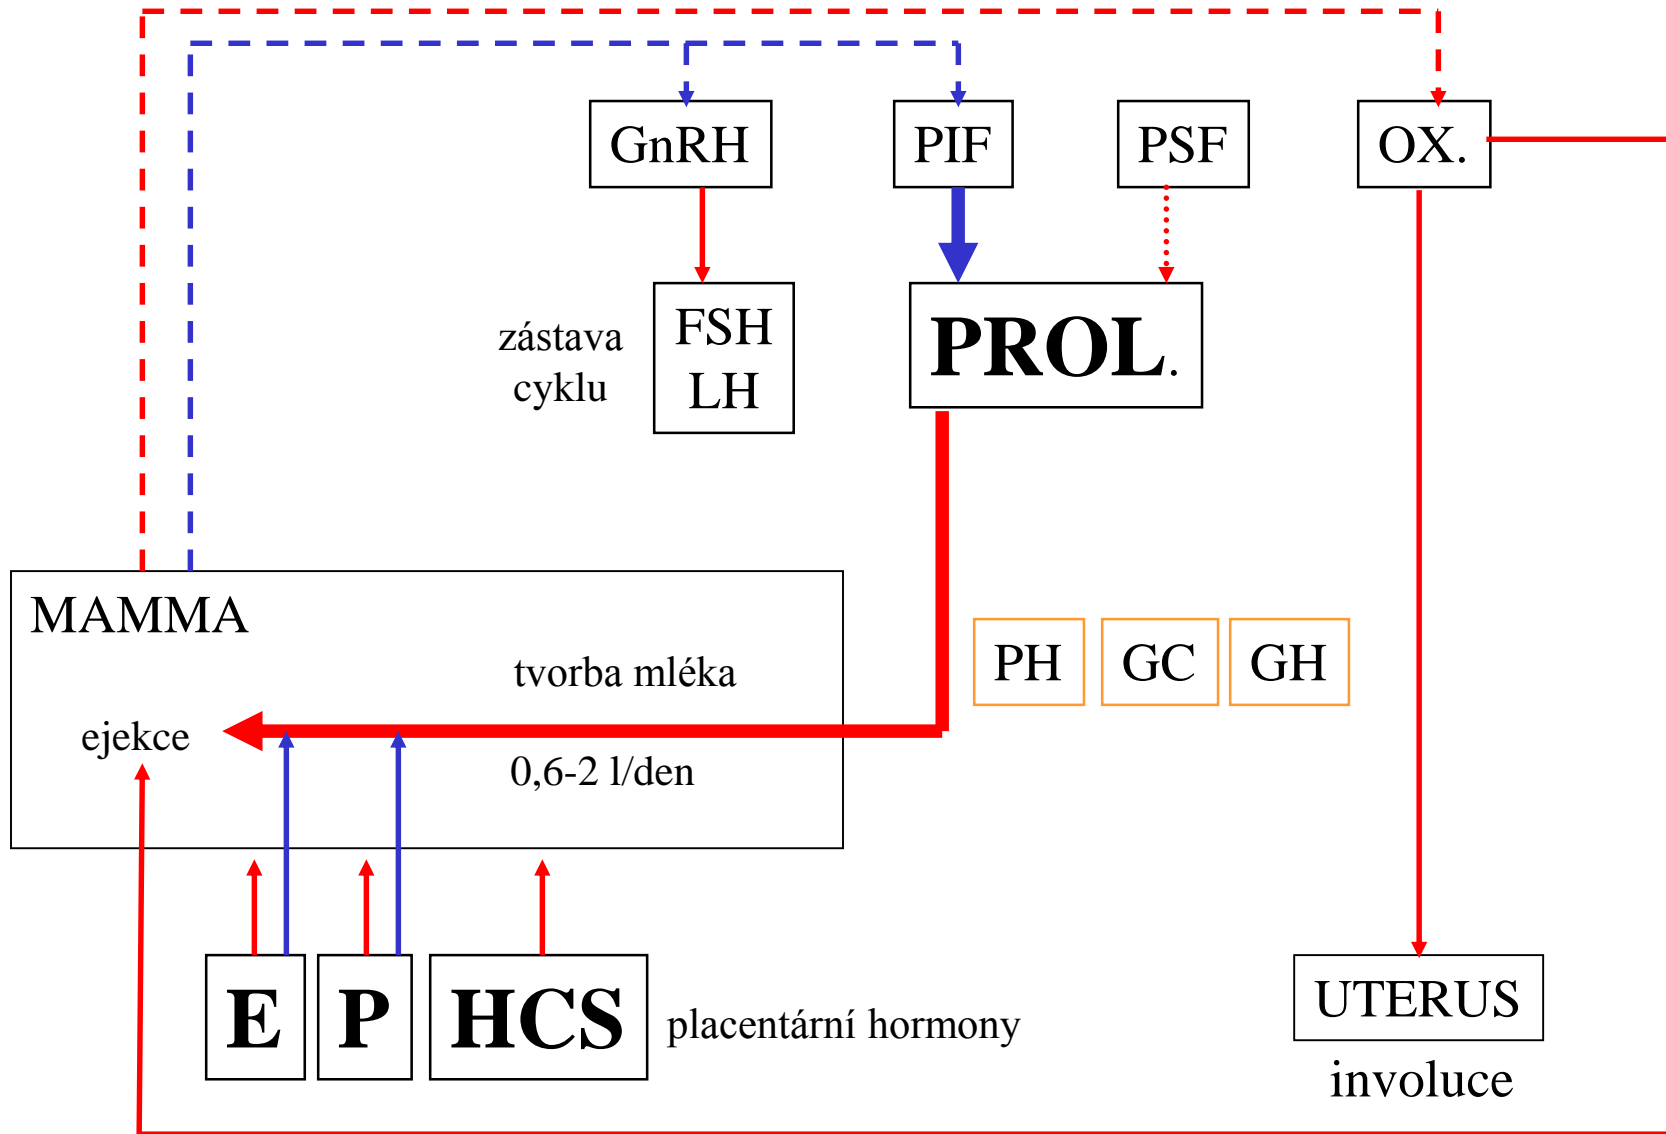 GnRH
PIF
PSF
OX.
zástava
cyklu
FSH
LH
PROL.
MAMMA
tvorba mléka
ejekce
0,6-2 l/den
PH
GC
GH
E
P
HCS
placentární hormony
UTERUS
involuce